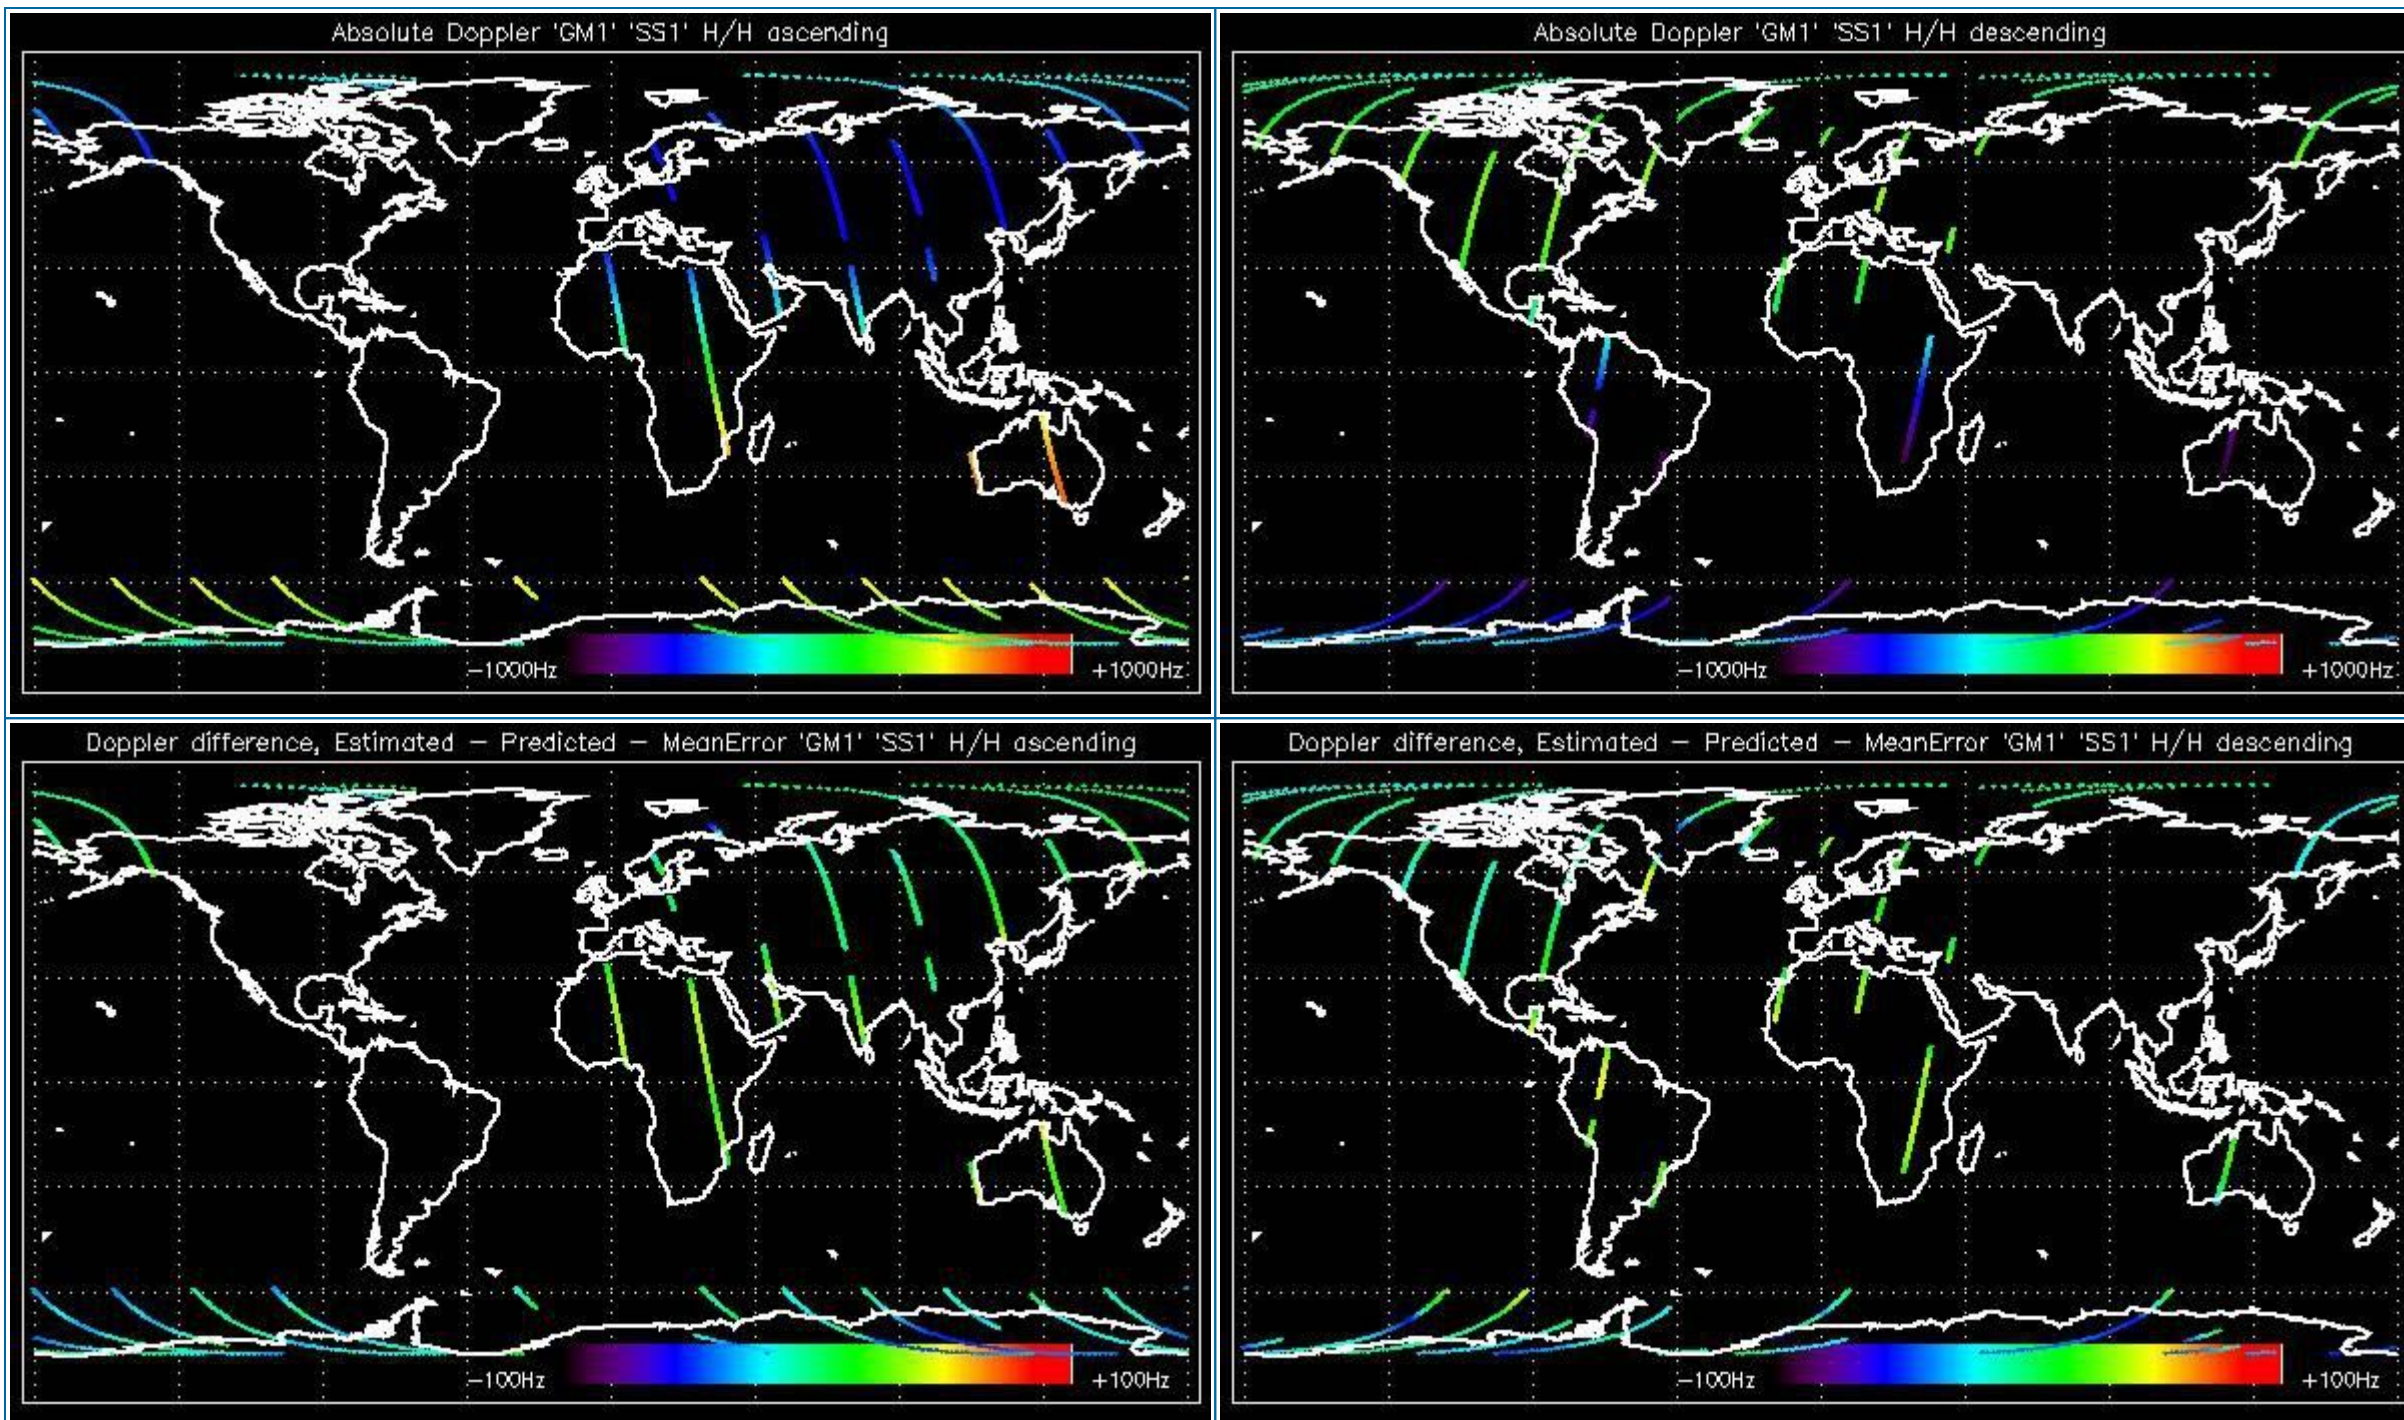 Absolute Doppler 'GM1' 'SS1' H/H ascending
−1000Hz
+1000Hz
Absolute Doppler 'GM1' 'SS1' H/H descending
−1000Hz
+1000Hz
Doppler difference, Estimated − Predicted − MeanError 'GM1' 'SS1' H/H ascending
−100Hz
+100Hz
Doppler difference, Estimated − Predicted − MeanError 'GM1' 'SS1' H/H descending
−100Hz
+100Hz